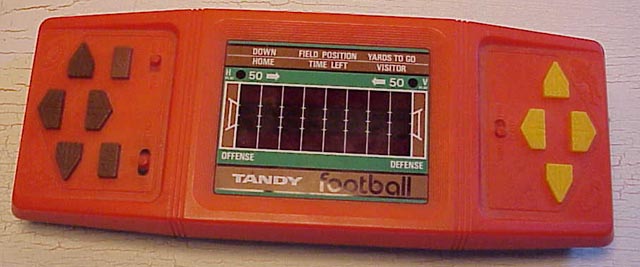 DOWN FIELD POSITION YARDS TO GO
HOME TIME LEFT VISITOR
H 50 50 V
OFFENSE DEFENSE
TANDY football